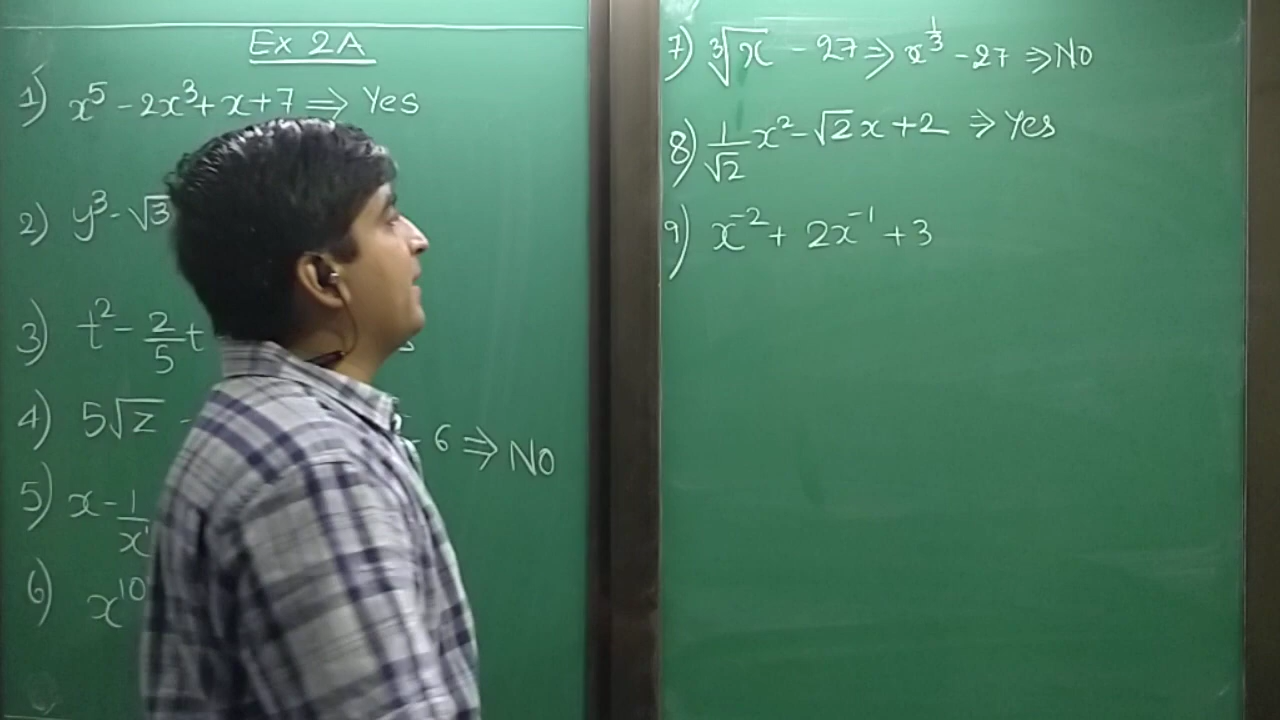 Ex 2A
1) x⁵ - 2x³ + x + 7 ⇒ Yes
2) y³ - √3
3) t² - 2/5 t
4) 5√z - 6 ⇒ No
5) x - 1/x¹
6) x¹⁰
7) ∛x - 27 ⇒ x^(1/3) - 27 ⇒ No
8) 1/√2 x² - √2 x + 2 ⇒ Yes
9) x⁻² + 2x⁻¹ + 3